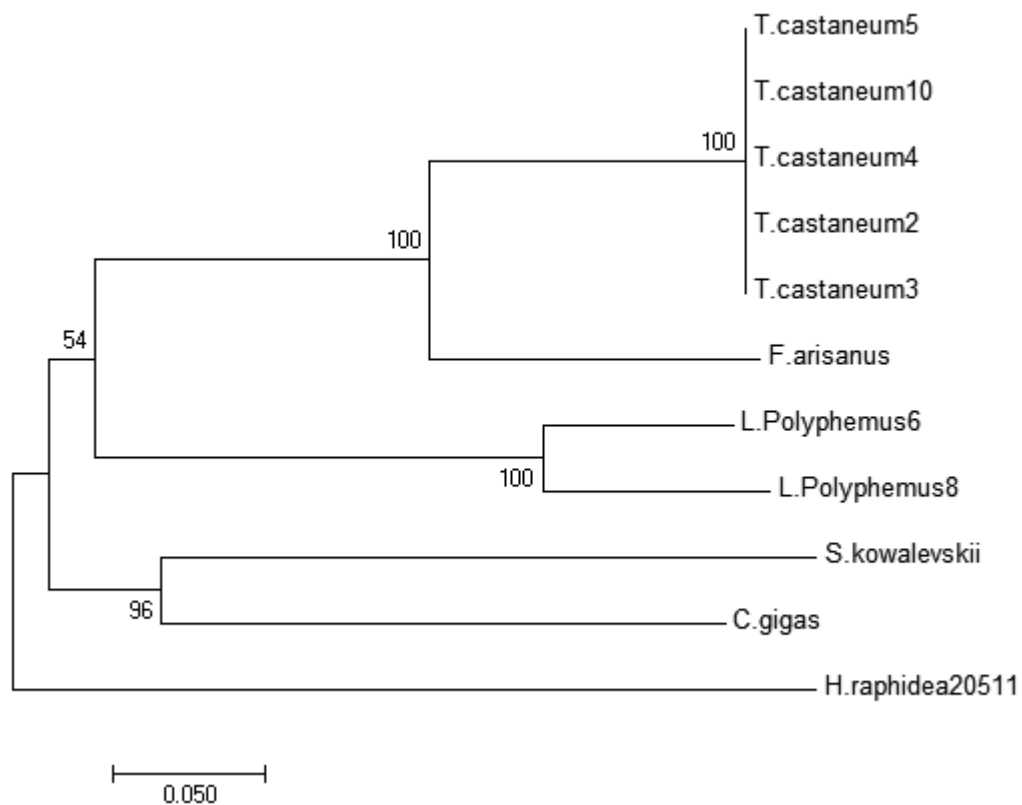 T.castaneum5
T.castaneum10
100
T.castaneum4
T.castaneum2
100
T.castaneum3
54
F.arisanus
L.Polyphemus6
100
L.Polyphemus8
S.kowalevskii
96
C.gigas
H.raphidea20511
0.050